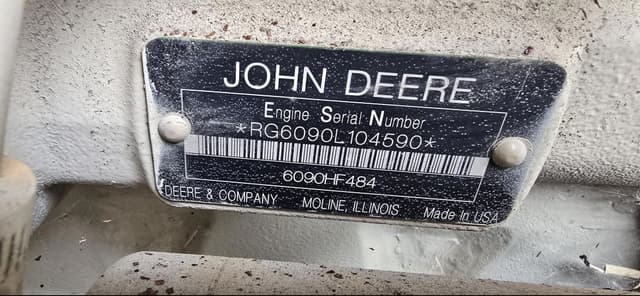 JOHN DEERE
Engine Serial Number
*RG6090L104590*
6090HF484
DEERE & COMPANY MOLINE, ILLINOIS Made In USA